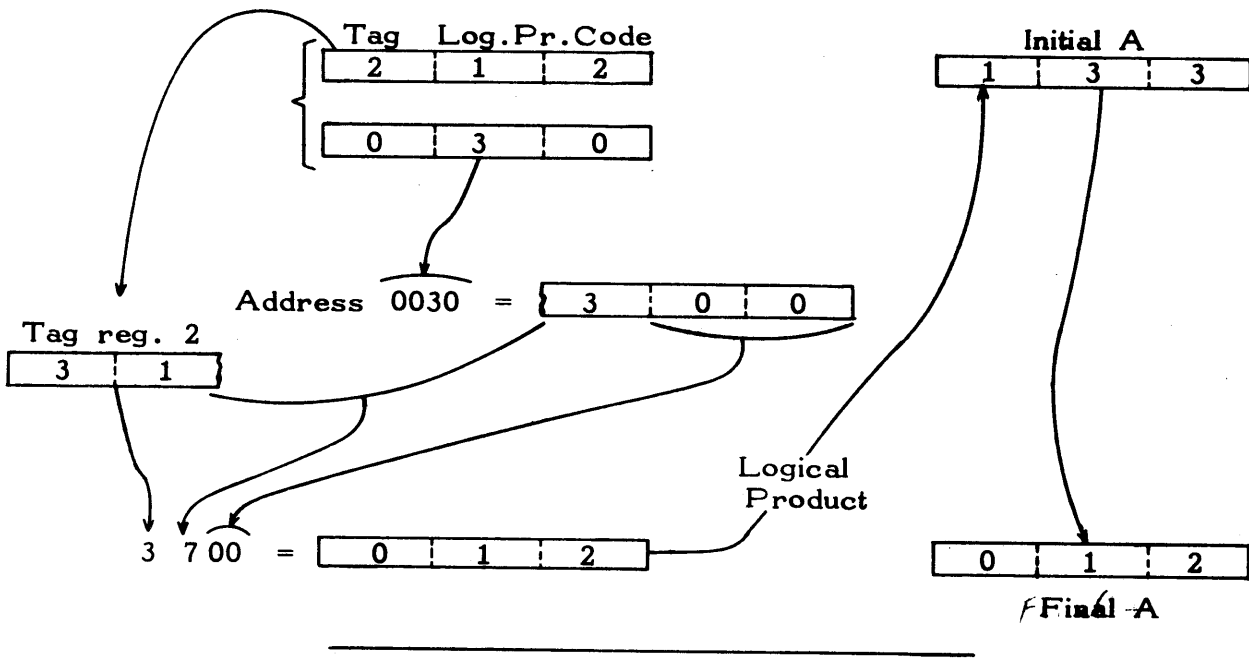 Tag Log.Pr.Code
2 1 2
0 3 0
Initial A
1 3 3
Address 0030 = 3 0 0
Tag reg. 2
3 1
Logical
Product
3 7 00 = 0 1 2
0 1 2
Final A